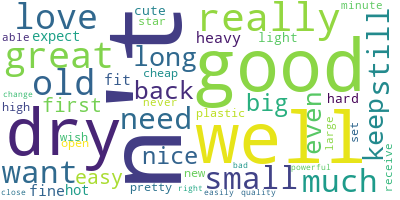 love cute really minute
star able expect heavy light
great long
old fit back good keep still
cheap
high first never big even hard
change dry n't need plastic well large set
wish
want open nice new small much receive
easy bad powerful
close fine hot pretty right easily quality